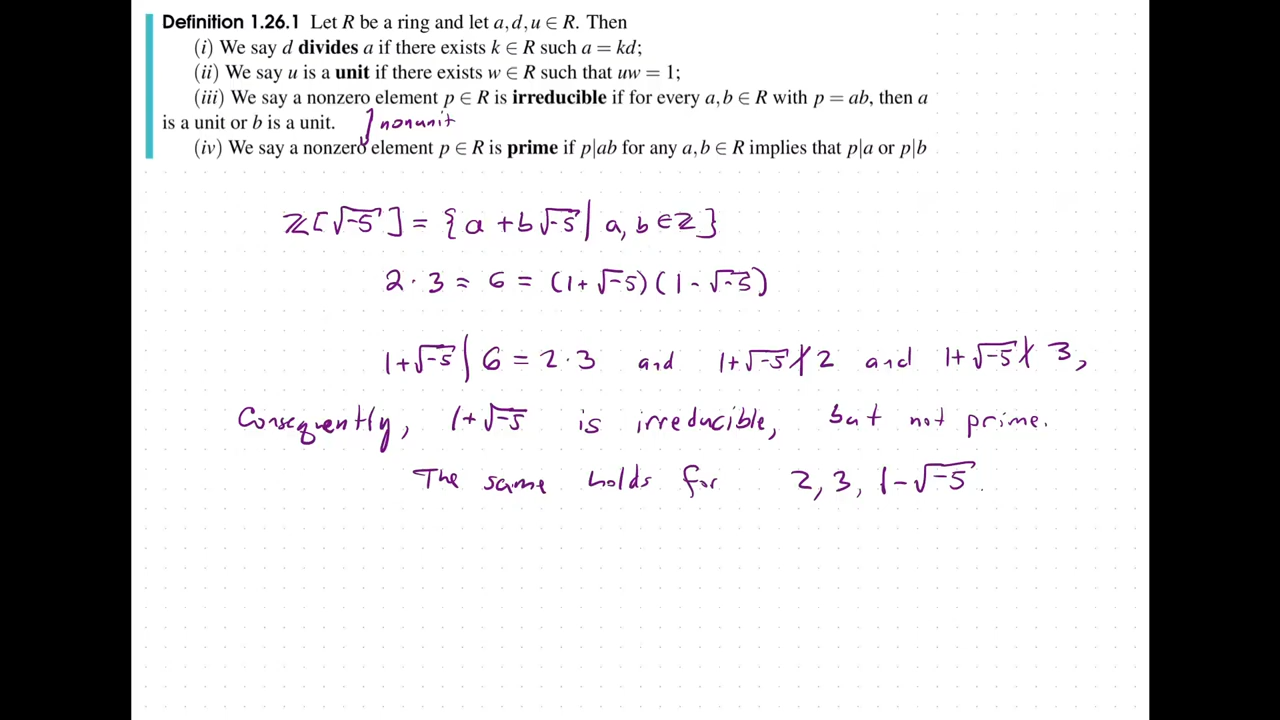 Definition 1.26.1 Let R be a ring and let a,d,u ∈ R. Then
(i) We say d divides a if there exists k ∈ R such a = kd;
(ii) We say u is a unit if there exists w ∈ R such that uw = 1;
(iii) We say a nonzero element p ∈ R is irreducible if for every a,b ∈ R with p = ab, then a
is a unit or b is a unit.
nonunit
(iv) We say a nonzero element p ∈ R is prime if p|ab for any a,b ∈ R implies that p|a or p|b
ℤ[√-5] = {a + b√-5 | a, b ∈ ℤ}
2 · 3 = 6 = (1+√-5)(1-√-5)
1+√-5 | 6 = 2·3 and 1+√-5 ∤ 2 and 1+√-5 ∤ 3,
Consequently, 1+√-5 is irreducible, but not prime.
The same holds for 2, 3, 1-√-5.